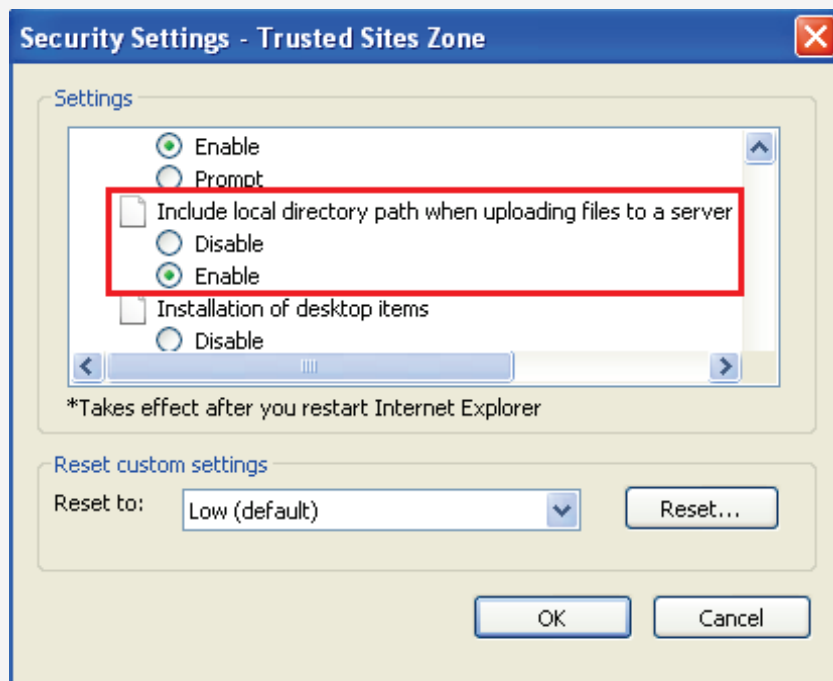 Security Settings - Trusted Sites Zone
Settings
Enable
Prompt
Include local directory path when uploading files to a server
Disable
Enable
Installation of desktop items
Disable
*Takes effect after you restart Internet Explorer
Reset custom settings
Reset to:
Low (default)
Reset...
OK
Cancel